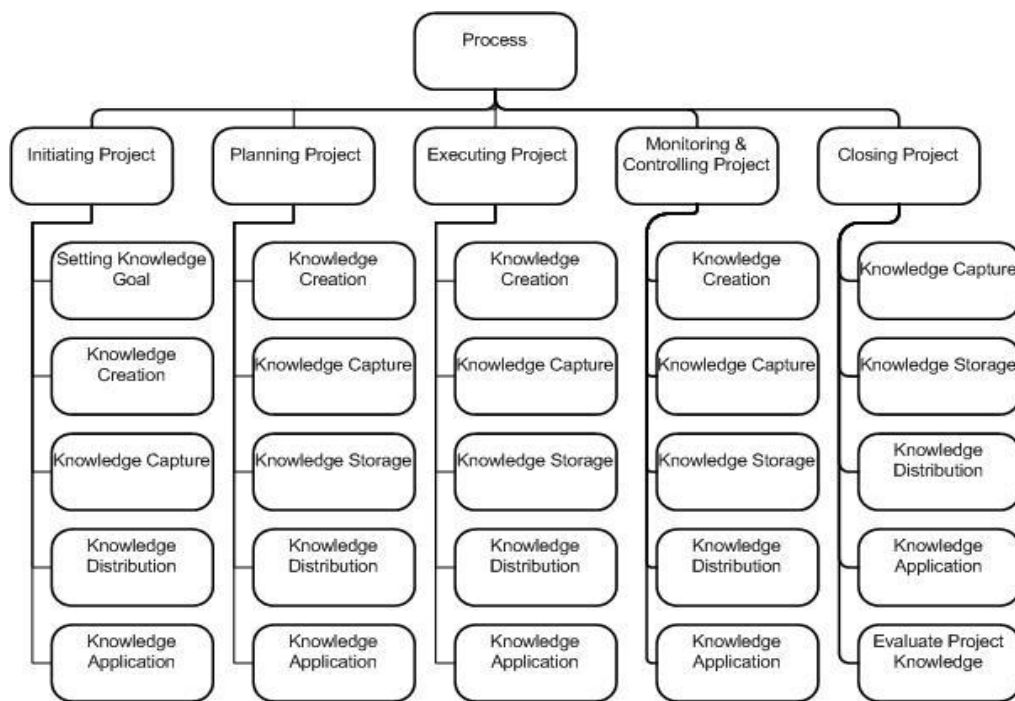 Process
Initiating Project
Planning Project
Executing Project
Monitoring &
Controlling Project
Closing Project
Setting Knowledge
Goal
Knowledge
Creation
Knowledge Capture
Knowledge
Distribution
Knowledge
Application
Knowledge
Creation
Knowledge Capture
Knowledge Storage
Knowledge
Distribution
Knowledge
Application
Knowledge
Creation
Knowledge Capture
Knowledge Storage
Knowledge
Distribution
Knowledge
Application
Knowledge
Creation
Knowledge Capture
Knowledge Storage
Knowledge
Distribution
Knowledge
Application
Knowledge Capture
Knowledge Storage
Knowledge
Distribution
Knowledge
Application
Evaluate Project
Knowledge